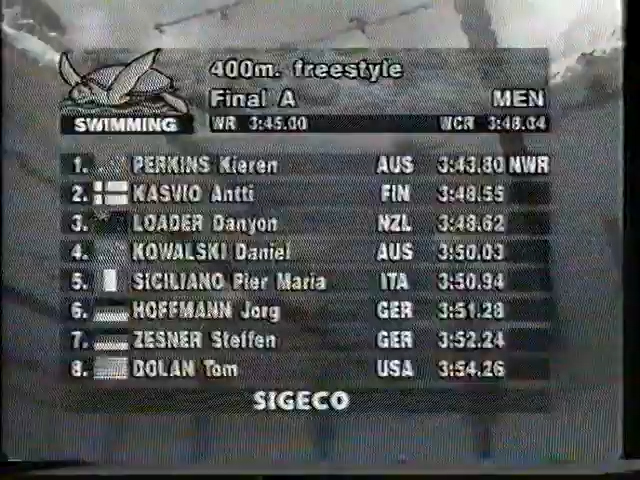 400m. freestyle
Final A MEN
SWIMMING WR 3:45.00 WCR 3:48.04
1. PERKINS Kieren AUS 3:43.80 NWR
2. KASVIO Antti FIN 3:48.55
3. LOADER Danyon NZL 3:48.62
4. KOWALSKI Daniel AUS 3:50.03
5. SICILIANO Pier Maria ITA 3:50.94
6. HOFFMANN Jorg GER 3:51.28
7. ZESNER Steffen GER 3:52.24
8. DOLAN Tom USA 3:54.26
SIGECO